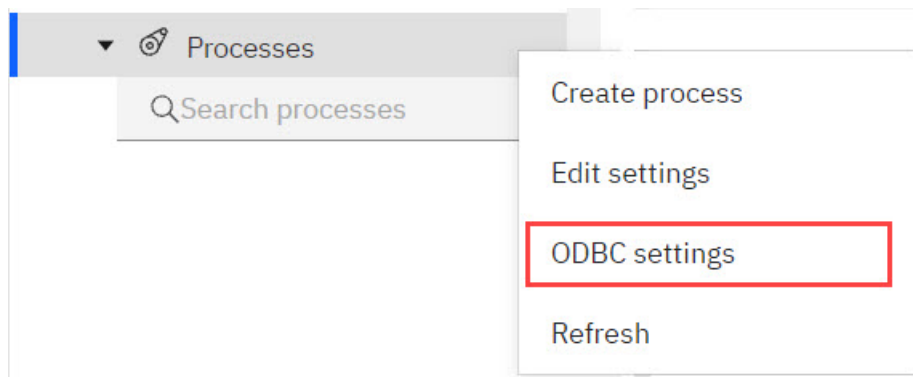 Processes
Search processes
Create process
Edit settings
ODBC settings
Refresh